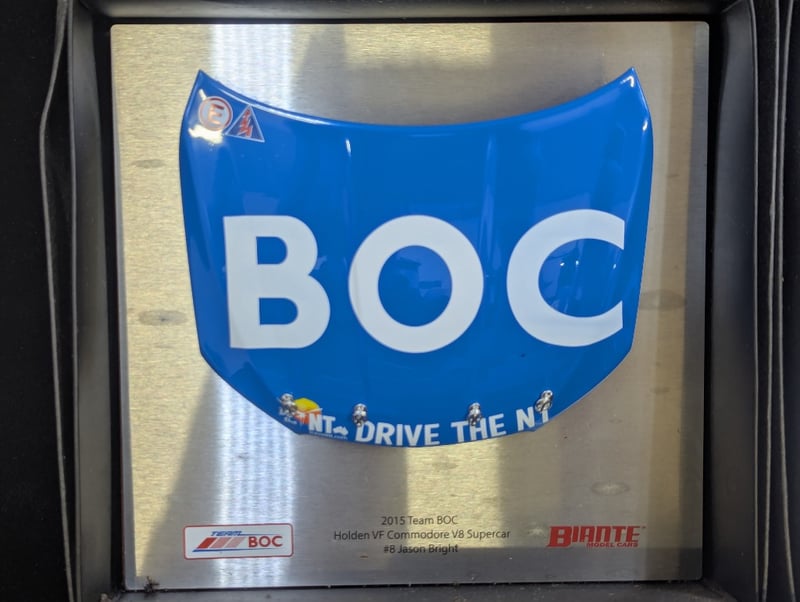 E
BOC
NT
DRIVE THE NT
2015 Team BOC
Holden VF Commodore V8 Supercar
#8 Jason Bright
TEAM
BOC
BIANTE
MODEL CARS